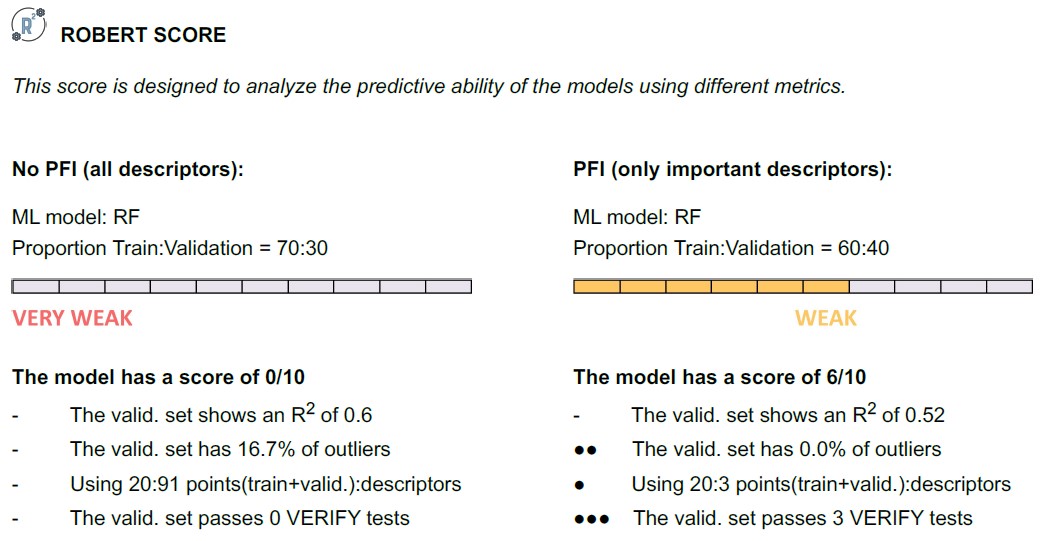 R²
ROBERT SCORE
This score is designed to analyze the predictive ability of the models using different metrics.
No PFI (all descriptors):
ML model: RF
Proportion Train:Validation = 70:30
VERY WEAK
The model has a score of 0/10
- The valid. set shows an R² of 0.6
- The valid. set has 16.7% of outliers
- Using 20:91 points(train+valid.):descriptors
- The valid. set passes 0 VERIFY tests
PFI (only important descriptors):
ML model: RF
Proportion Train:Validation = 60:40
WEAK
The model has a score of 6/10
- The valid. set shows an R² of 0.52
●● The valid. set has 0.0% of outliers
● Using 20:3 points(train+valid.):descriptors
●●● The valid. set passes 3 VERIFY tests